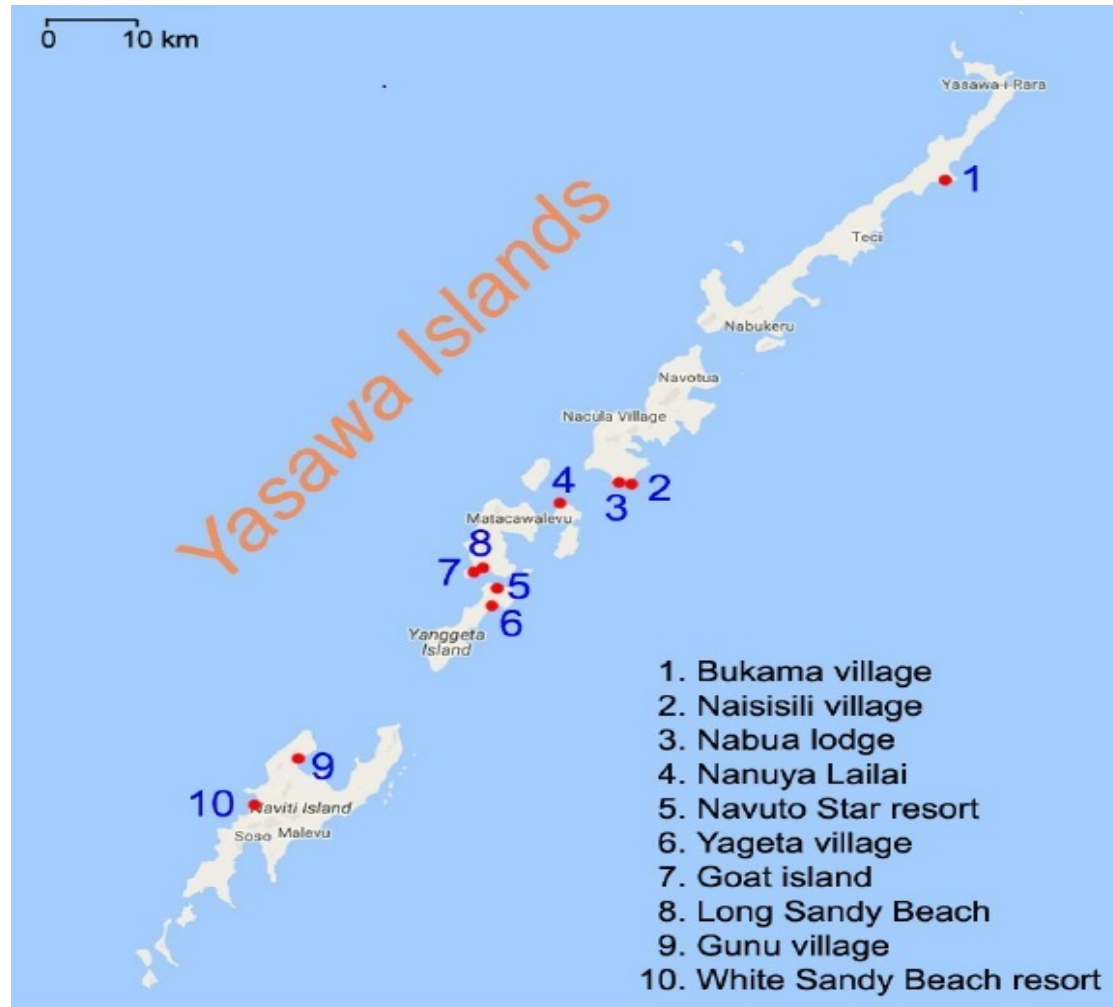 0 10 km
Yasawa-i-Rara
1
Teci
Nabukeru
Navotua
Nacula Villlage
Yasawa Islands
4
3 2
Matacawalevu
8
7
5
6
Yanggeta
Island
9
10
Naviti Island
Soso Malevu
1. Bukama village
2. Naisisili village
3. Nabua lodge
4. Nanuya Lailai
5. Navuto Star resort
6. Yageta village
7. Goat island
8. Long Sandy Beach
9. Gunu village
10. White Sandy Beach resort